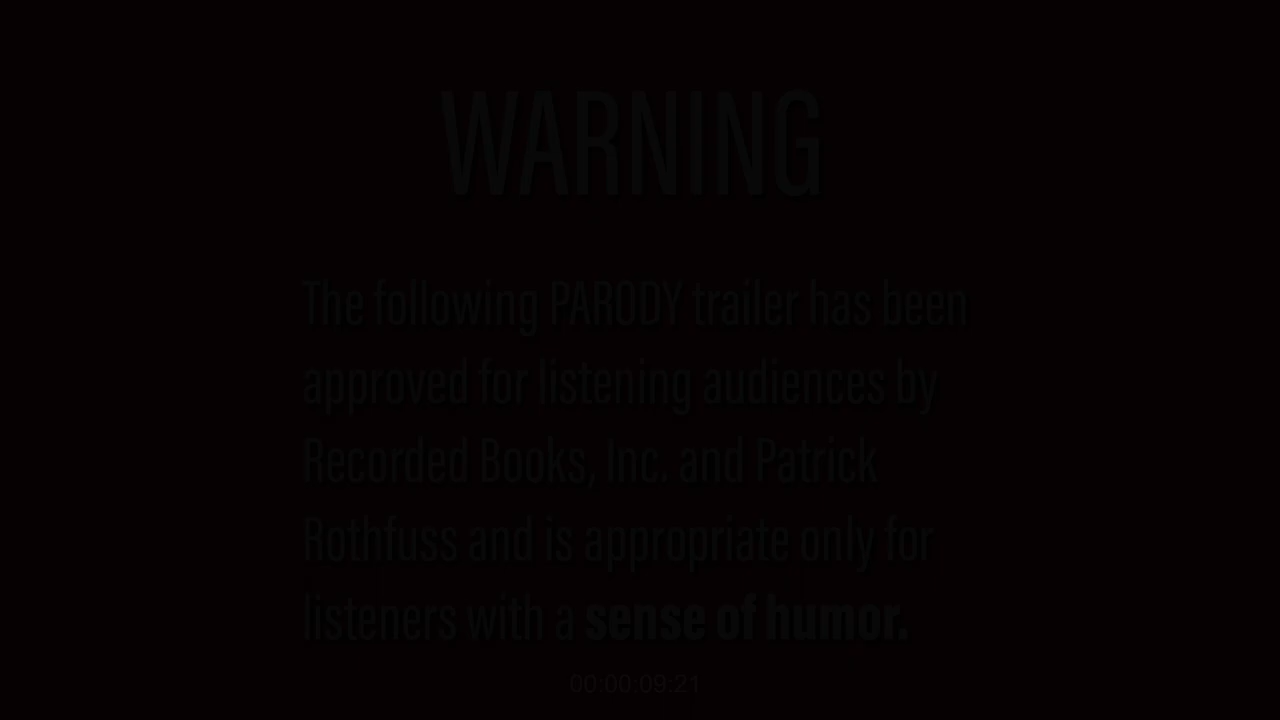 WARNING
The following PARODY trailer has been
approved for listening audiences by
Recorded Books, Inc. and Patrick
Rothfuss and is appropriate only for
listeners with a sense of humor.
00:00:09:21